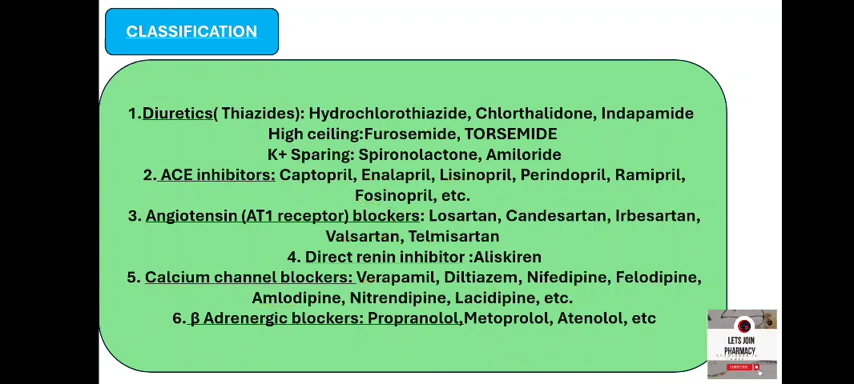 CLASSIFICATION
1.Diuretics( Thiazides): Hydrochlorothiazide, Chlorthalidone, Indapamide
High ceiling:Furosemide, TORSEMIDE
K+ Sparing: Spironolactone, Amiloride
2. ACE inhibitors: Captopril, Enalapril, Lisinopril, Perindopril, Ramipril,
Fosinopril, etc.
3. Angiotensin (AT1 receptor) blockers: Losartan, Candesartan, Irbesartan,
Valsartan, Telmisartan
4. Direct renin inhibitor :Aliskiren
5. Calcium channel blockers: Verapamil, Diltiazem, Nifedipine, Felodipine,
Amlodipine, Nitrendipine, Lacidipine, etc.
6. β Adrenergic blockers: Propranolol,Metoprolol, Atenolol, etc
LETS JOIN
PHARMACY